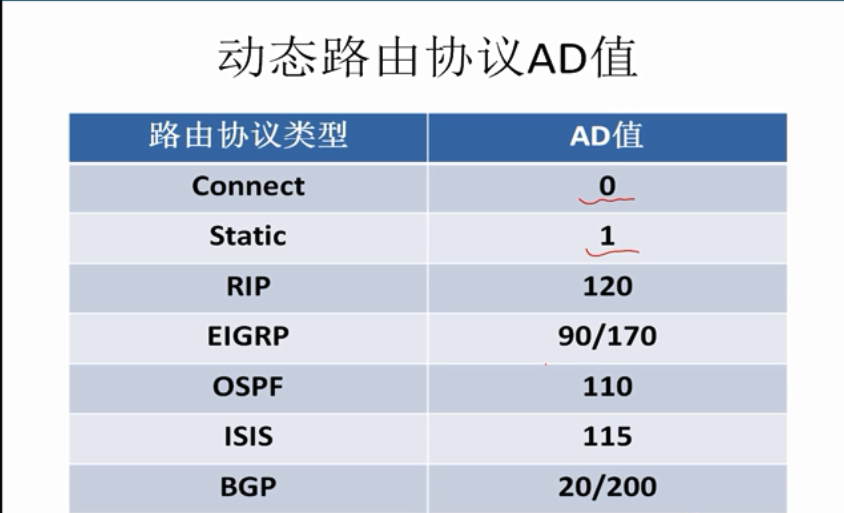 动态路由协议AD值
路由协议类型 AD值
Connect 0
Static 1
RIP 120
EIGRP 90/170
OSPF 110
ISIS 115
BGP 20/200